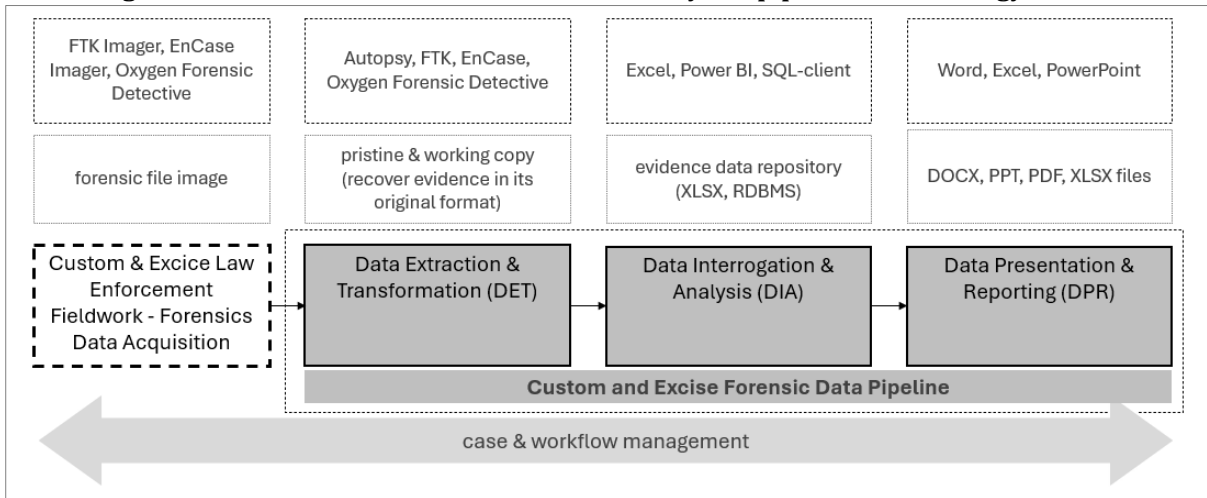 FTK Imager, EnCase
Imager, Oxygen Forensic
Detective
Autopsy, FTK, EnCase,
Oxygen Forensic Detective
Excel, Power BI, SQL-client
Word, Excel, PowerPoint
forensic file image
pristine & working copy
(recover evidence in its
original format)
evidence data repository
(XLSX, RDBMS)
DOCX, PPT, PDF, XLSX files
Custom & Excice Law
Enforcement
Fieldwork - Forensics
Data Acquisition
Data Extraction &
Transformation (DET)
Data Interrogation &
Analysis (DIA)
Data Presentation &
Reporting (DPR)
Custom and Excise Forensic Data Pipeline
case & workflow management